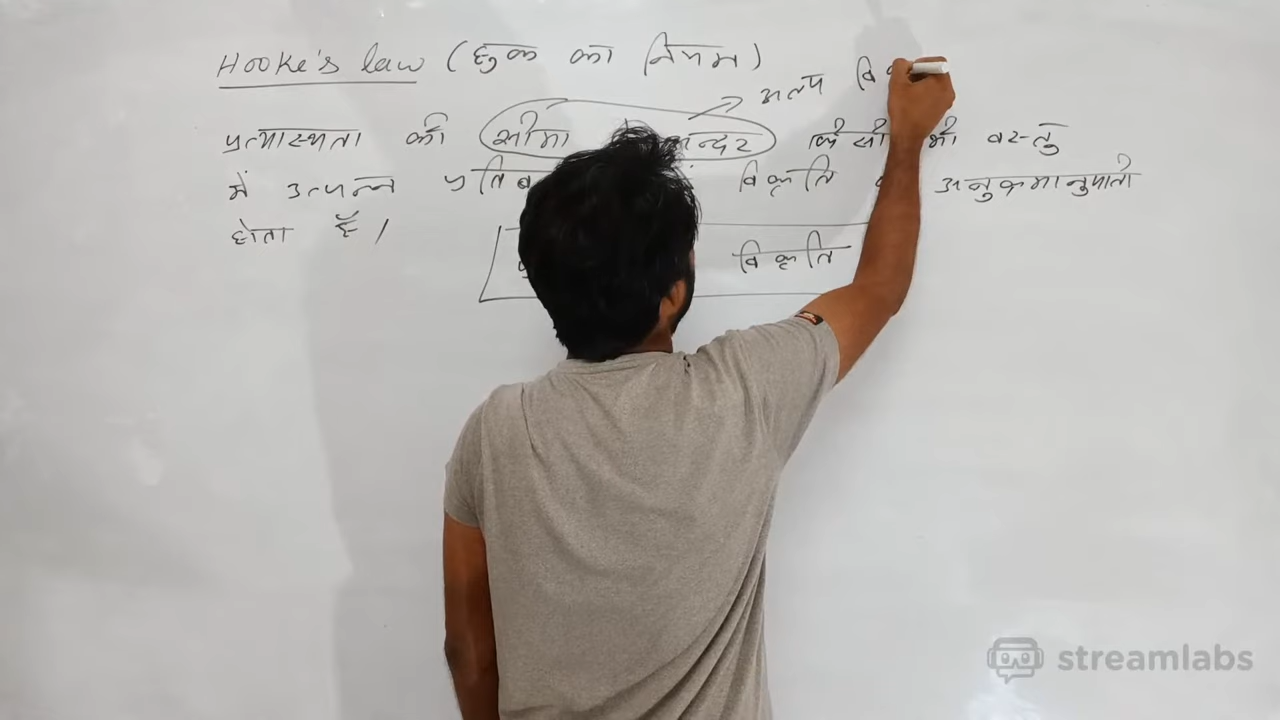 Hooke's law (हुक का नियम)
अल्प
प्रत्यास्थता की सीमा अन्दर किसी भी वस्तु
में उत्पन्न विकृति अनुक्रमानुपाती
होता है।
विकृति
streamlabs